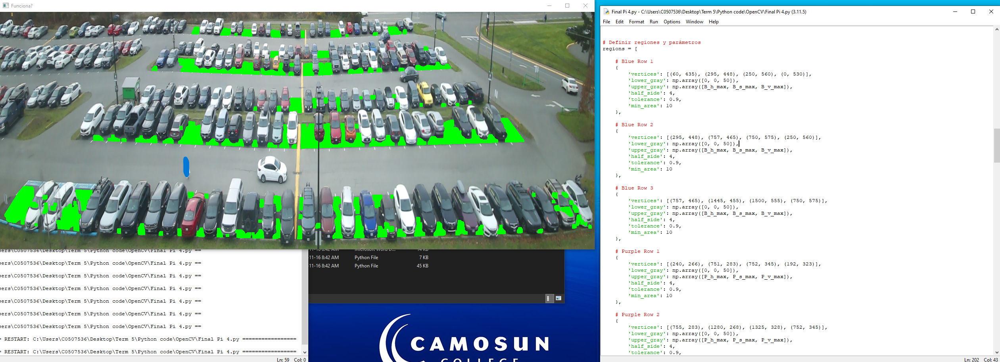 Funciona?
Final Pi 4.py - C:\Users\C0507536\Desktop\Term 5\Python code\OpenCV\Final Pi 4.py (3.11.5)
File Edit Format Run Options Window Help
# Definir regiones y parámetros
regions = [
# Blue Row 1
{
'vertices': [(60, 435), (295, 448), (250, 560), (0, 530)],
'lower_gray': np.array([0, 0, 50]),
'upper_gray': np.array([B_h_max, B_s_max, B_v_max]),
'half_side': 4,
'tolerance': 0.9,
'min_area': 10
},
# Blue Row 2
{
'vertices': [(295, 448), (757, 465), (750, 575), (250, 560)],
'lower_gray': np.array([0, 0, 50]),
'upper_gray': np.array([B_h_max, B_s_max, B_v_max]),
'half_side': 4,
'tolerance': 0.9,
'min_area': 10
},
# Blue Row 3
{
'vertices': [(757, 465), (1445, 455), (1500, 555), (750, 575)],
'lower_gray': np.array([0, 0, 50]),
'upper_gray': np.array([B_h_max, B_s_max, B_v_max]),
'half_side': 4,
'tolerance': 0.9,
'min_area': 10
},
# Purple Row 1
{
'vertices': [(240, 266), (751, 283), (752, 345), (192, 323)],
'lower_gray': np.array([0, 0, 50]),
'upper_gray': np.array([P_h_max, P_s_max, P_v_max]),
'half_side': 4,
'tolerance': 0.9,
'min_area': 10
},
# Purple Row 2
{
'vertices': [(755, 283), (1280, 268), (1325, 328), (752, 345)],
'lower_gray': np.array([0, 0, 50]),
'upper_gray': np.array([P_h_max, P_s_max, P_v_max]),
'half_side': 4,
'tolerance': 0.9,
Ln: 202 Col: 43
sers\C0507536\Desktop\Term 5\Python code\OpenCV\Final Pi 4.py ==
sers\C0507536\Desktop\Term 5\Python code\OpenCV\Final Pi 4.py ==
sers\C0507536\Desktop\Term 5\Python code\OpenCV\Final Pi 4.py ==
sers\C0507536\Desktop\Term 5\Python code\OpenCV\Final Pi 4.py ==
sers\C0507536\Desktop\Term 5\Python code\OpenCV\Final Pi 4.py ==
sers\C0507536\Desktop\Term 5\Python code\OpenCV\Final Pi 4.py ==
sers\C0507536\Desktop\Term 5\Python code\OpenCV\Final Pi 4.py ==
= RESTART: C:\Users\C0507536\Desktop\Term 5\Python code\OpenCV\Final Pi 4.py =================
= RESTART: C:\Users\C0507536\Desktop\Term 5\Python code\OpenCV\Final Pi 4.py =================
Ln: 59 Col: 0
11-16 8:42 AM Microsoft Word D... 14 KB
-11-16 8:42 AM Python File 7 KB
-11-16 8:42 AM Python File 45 KB
CAMOSUN
COLLEGE